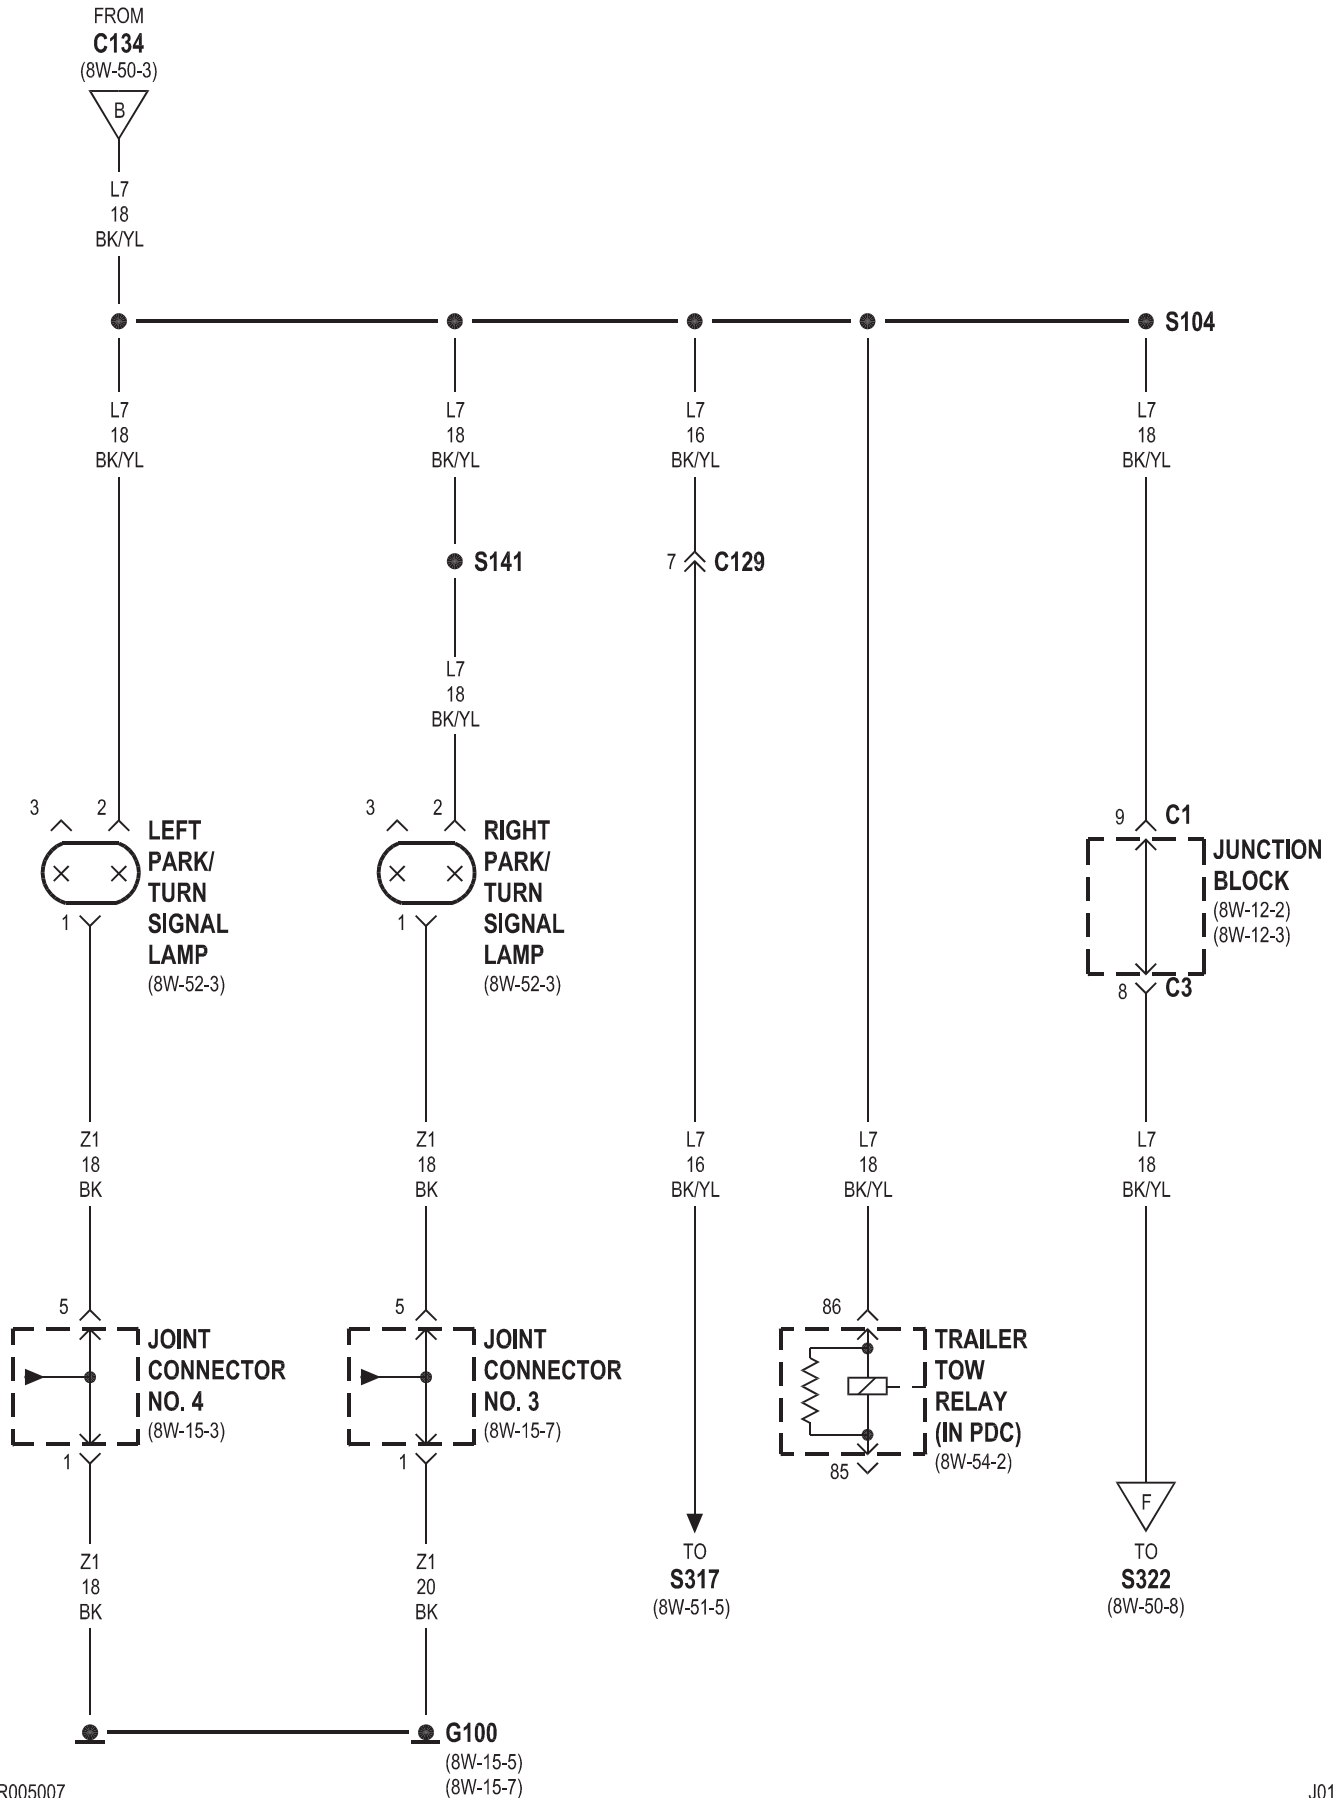 FROM
C134
(8W-50-3)
B
L7
18
BK/YL
S104
L7
18
BK/YL
L7
18
BK/YL
L7
16
BK/YL
L7
18
BK/YL
S141
7
C129
L7
18
BK/YL
3
2
LEFT
PARK/
TURN
SIGNAL
LAMP
(8W-52-3)
1
3
2
RIGHT
PARK/
TURN
SIGNAL
LAMP
(8W-52-3)
1
9
C1
JUNCTION
BLOCK
(8W-12-2)
(8W-12-3)
8
C3
Z1
18
BK
Z1
18
BK
L7
16
BK/YL
L7
18
BK/YL
L7
18
BK/YL
5
JOINT
CONNECTOR
NO. 4
(8W-15-3)
1
5
JOINT
CONNECTOR
NO. 3
(8W-15-7)
1
86
TRAILER
TOW
RELAY
(IN PDC)
(8W-54-2)
85
F
Z1
18
BK
Z1
20
BK
TO
S317
(8W-51-5)
TO
S322
(8W-50-8)
G100
(8W-15-5)
(8W-15-7)
R005007
J01